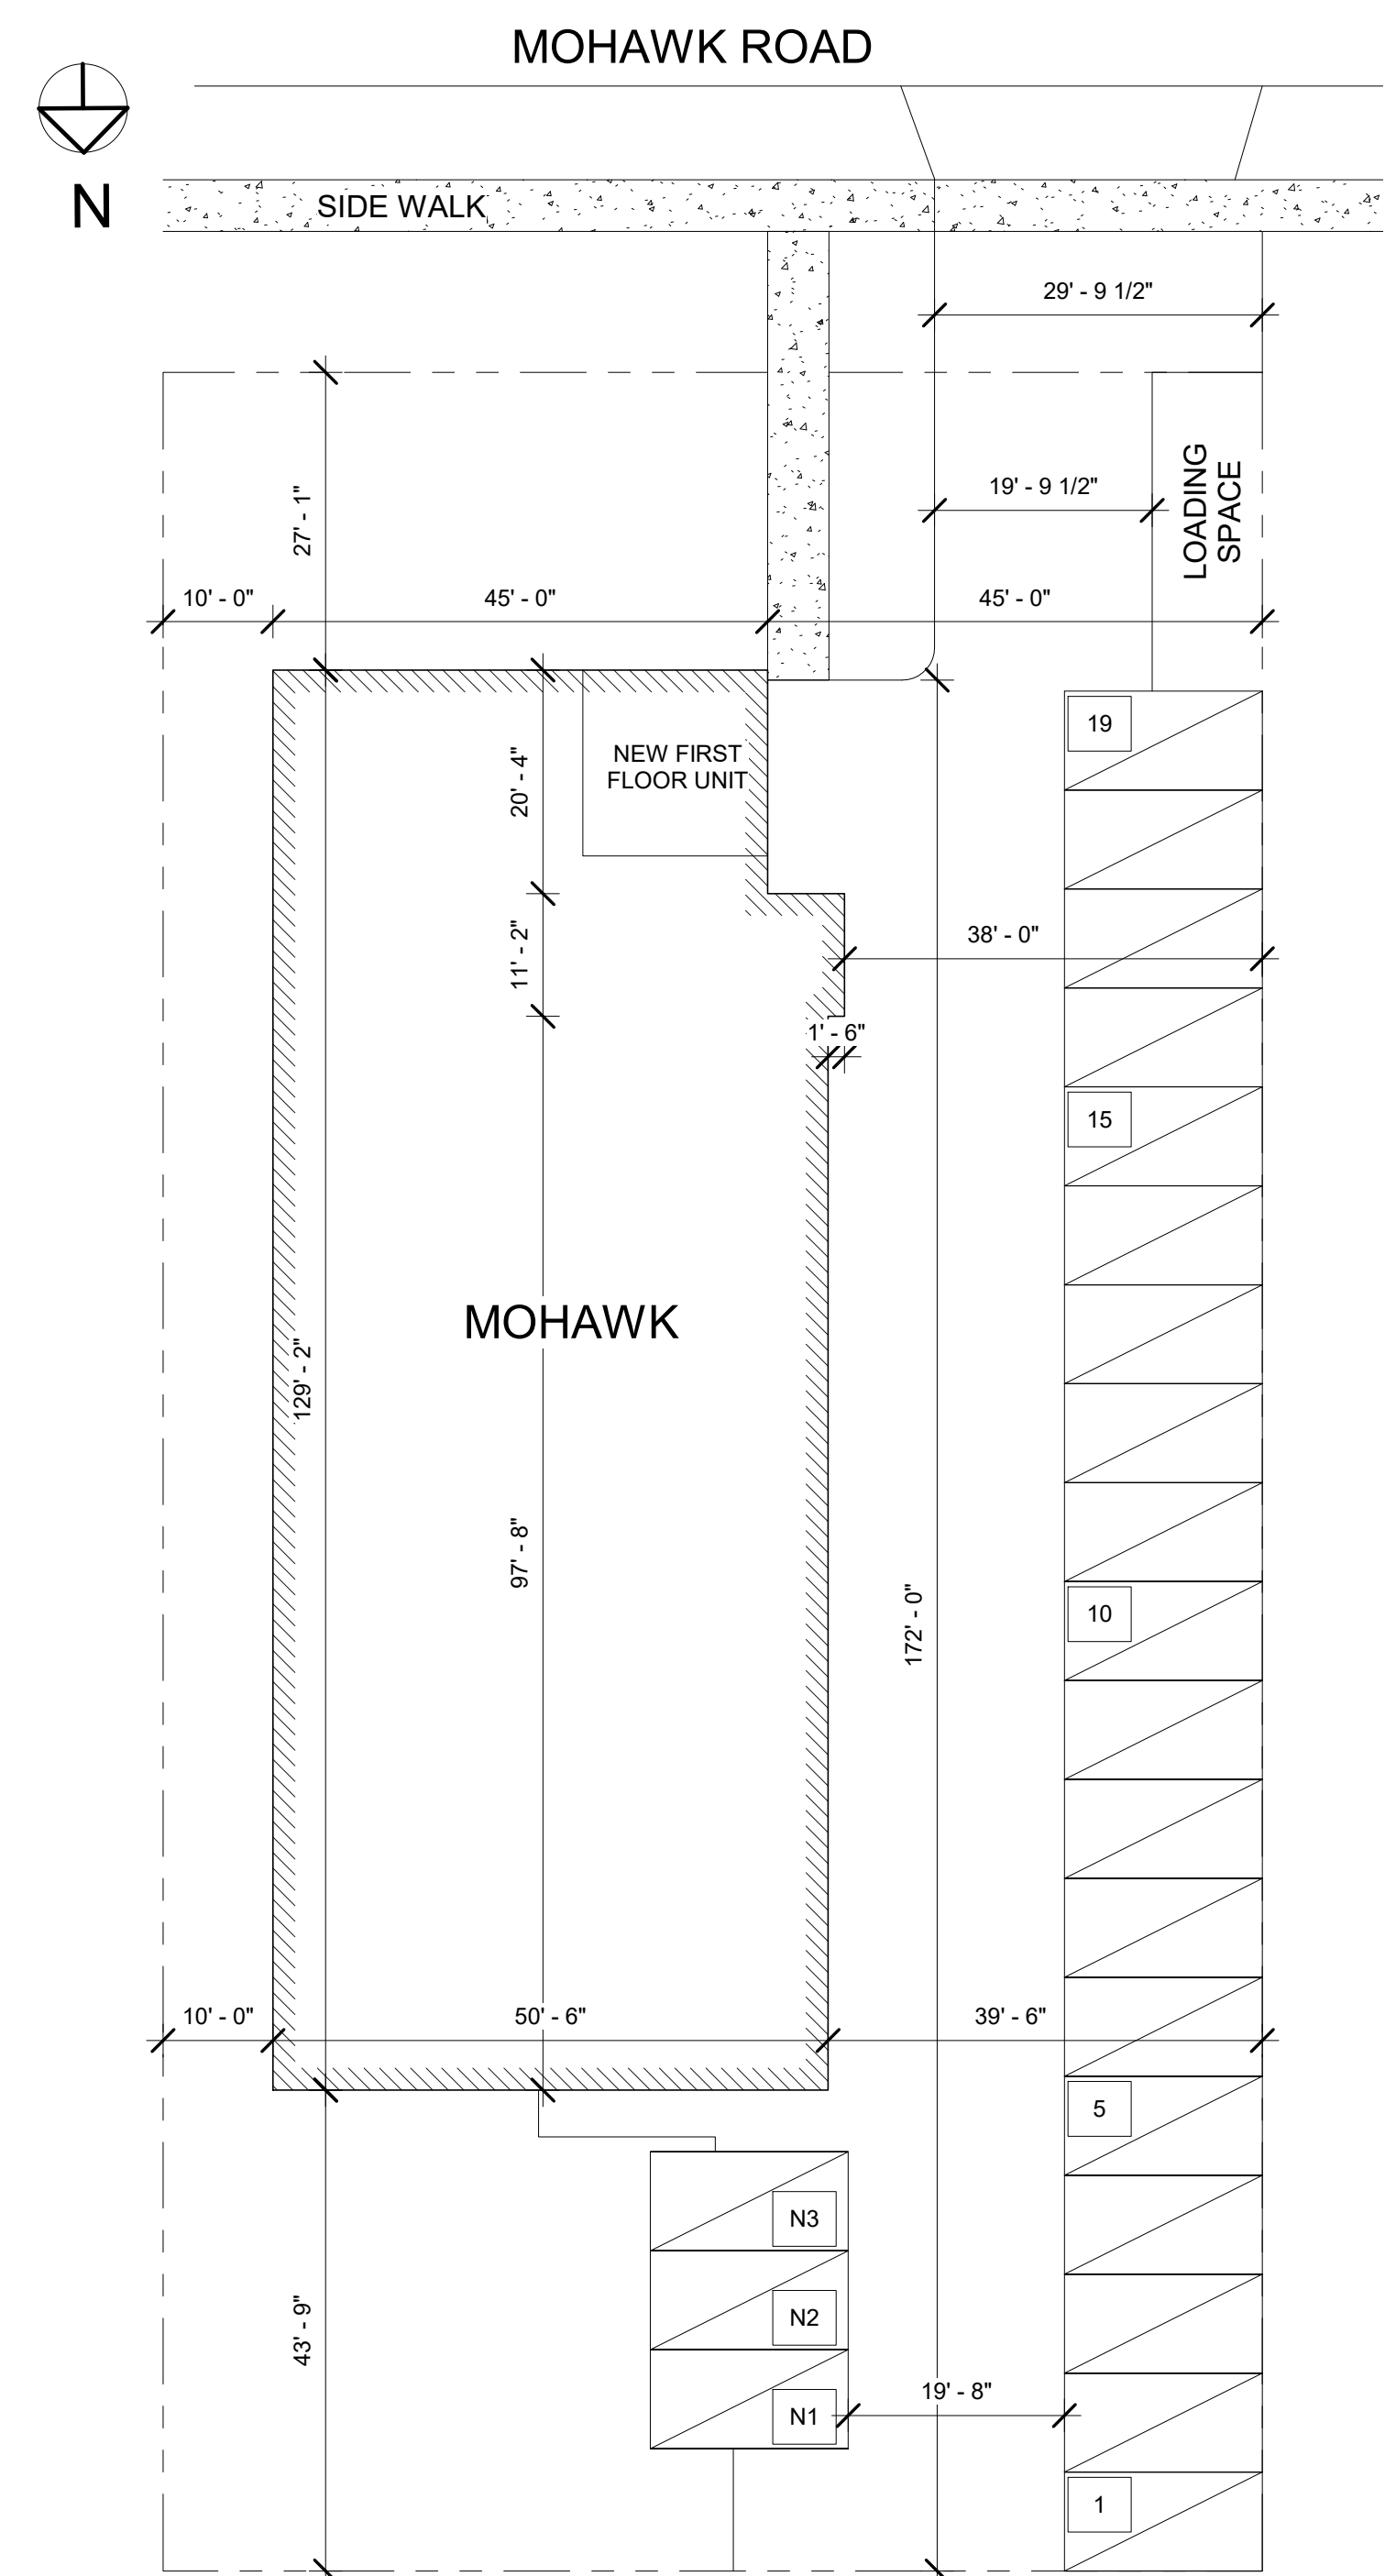 MOHAWK ROAD
N
SIDE WALK
29' - 9 1/2"
LOADING
SPACE
19' - 9 1/2"
27' - 1"
10' - 0"
45' - 0"
45' - 0"
NEW FIRST
FLOOR UNIT
19
20' - 4"
11' - 2"
38' - 0"
1' - 6"
15
MOHAWK
129' - 2"
97' - 8"
172' - 0"
10
10' - 0"
50' - 6"
39' - 6"
5
N3
N2
43' - 9"
19' - 8"
N1
1